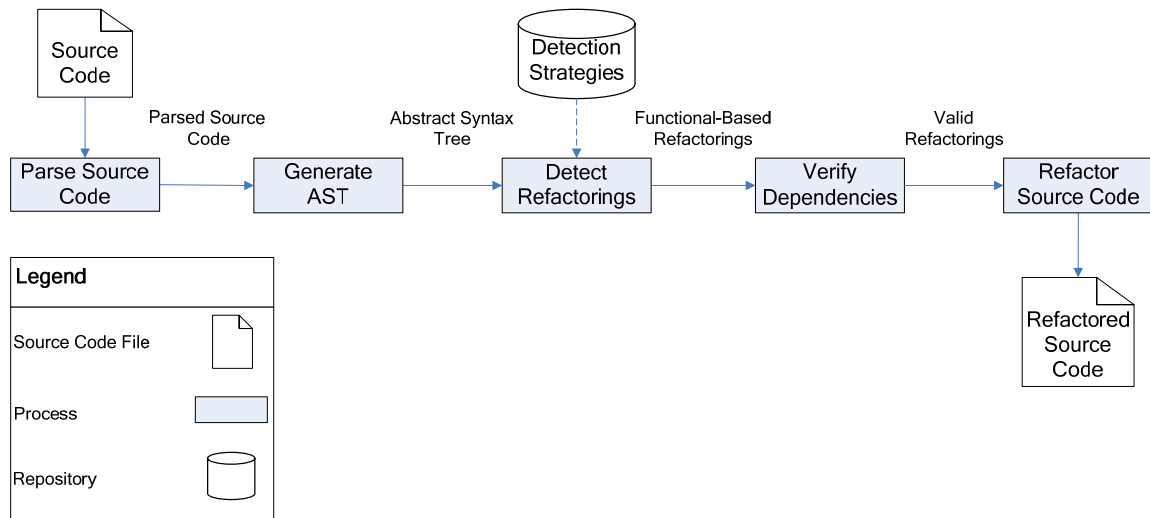 Source
Code
Detection
Strategies
Parsed Source
Code
Abstract Syntax
Tree
Functional-Based
Refactorings
Valid
Refactorings
Parse Source
Code
Generate
AST
Detect
Refactorings
Verify
Dependencies
Refactor
Source Code
Legend
Source Code File
Process
Repository
Refactored
Source
Code